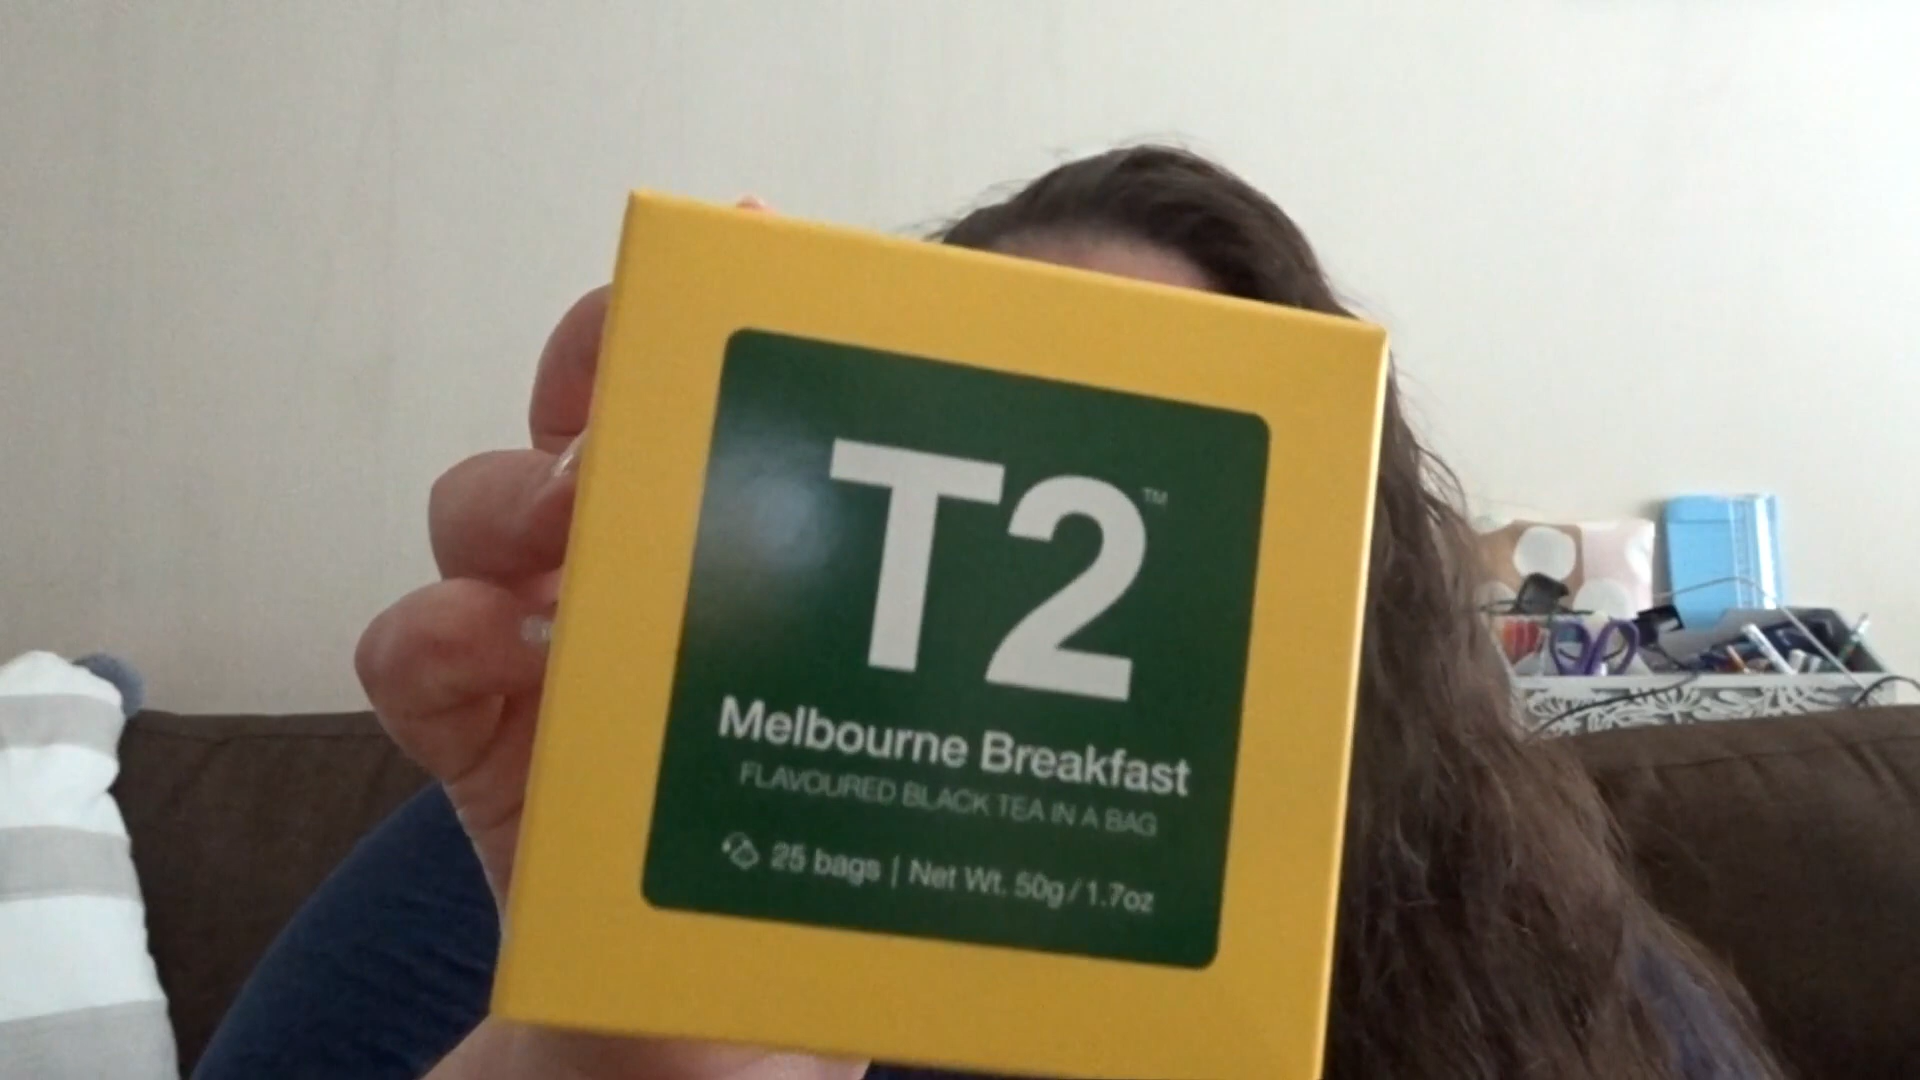 T2™
Melbourne Breakfast
FLAVOURED BLACK TEA IN A BAG
25 bags | Net Wt. 50g / 1.7oz